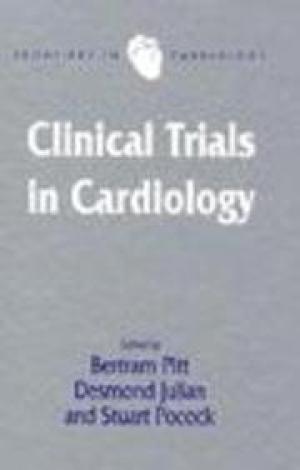 FRONTIERS IN CARDIOLOGY
Clinical Trials
in Cardiology
Edited by
Bertram Pitt
Desmond Julian
and Stuart Pocock